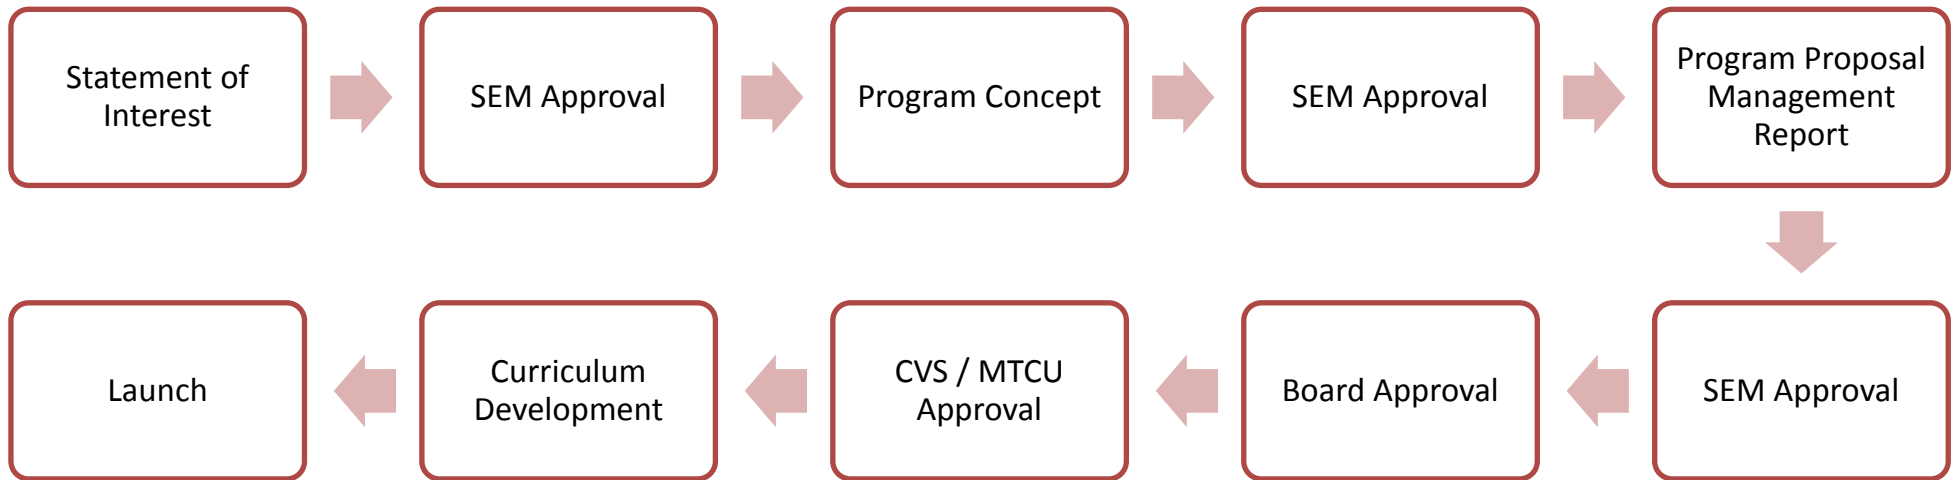 Statement of
Interest
SEM Approval
Program Concept
SEM Approval
Program Proposal
Management
Report
SEM Approval
Board Approval
CVS / MTCU
Approval
Curriculum
Development
Launch